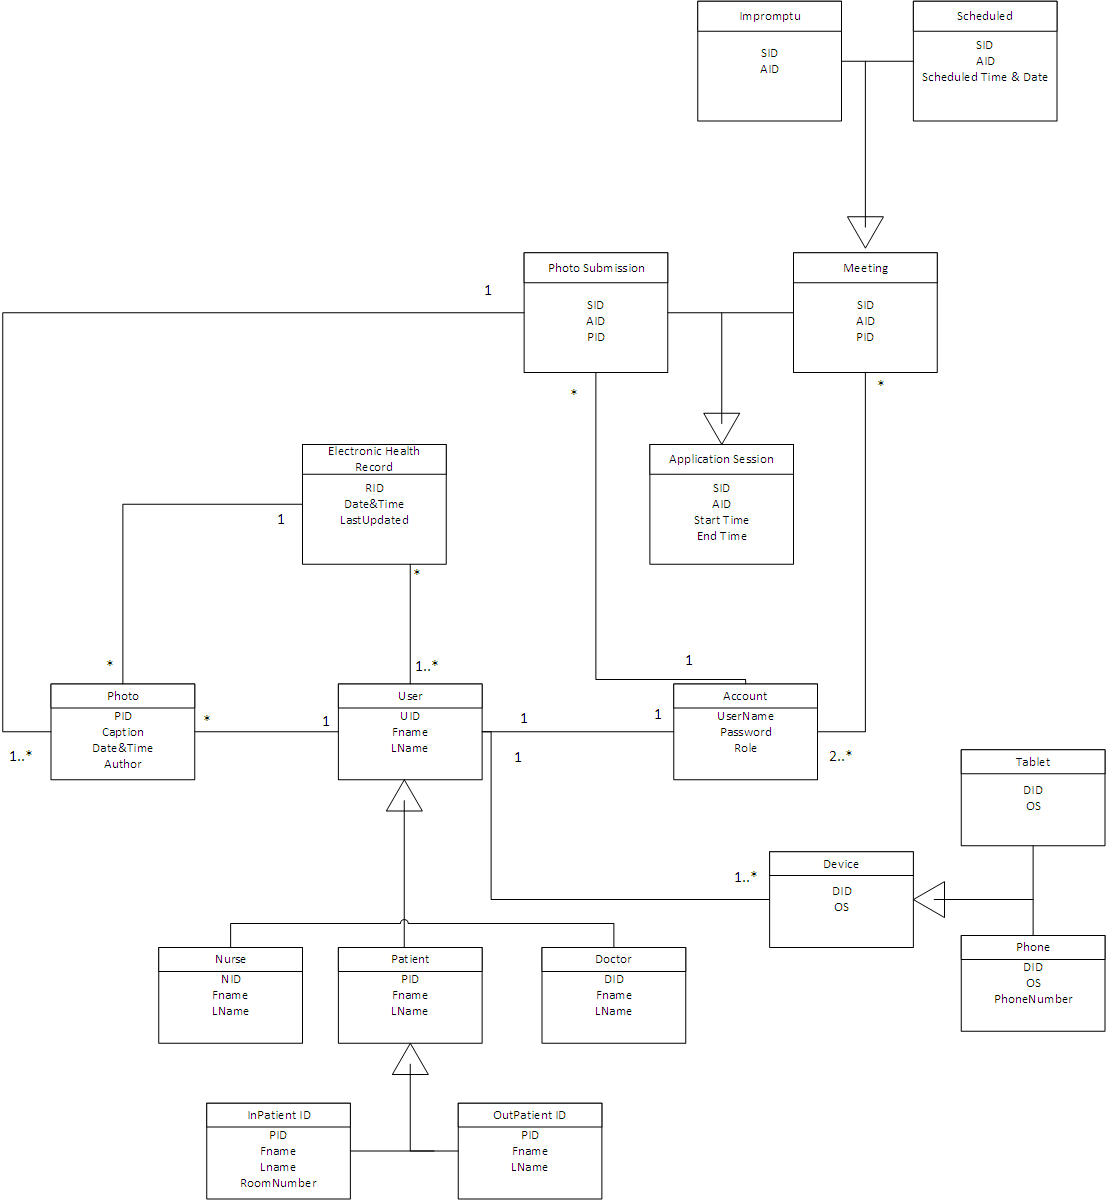 Impromptu
SID
AID
Scheduled
SID
AID
Scheduled Time & Date
Photo Submission
SID
AID
PID
Meeting
SID
AID
PID
1
*
*
Electronic Health
Record
RID
Date&Time
LastUpdated
Application Session
SID
AID
Start Time
End Time
1
*
*
1..*
1
Photo
PID
Caption
Date&Time
Author
1..*
*
1
User
UID
Fname
LName
1
1
1
Account
UserName
Password
Role
2..*
Tablet
DID
OS
1..*
Device
DID
OS
Phone
DID
OS
PhoneNumber
Nurse
NID
Fname
LName
Patient
PID
Fname
LName
Doctor
DID
Fname
LName
InPatient ID
PID
Fname
Lname
RoomNumber
OutPatient ID
PID
Fname
LName